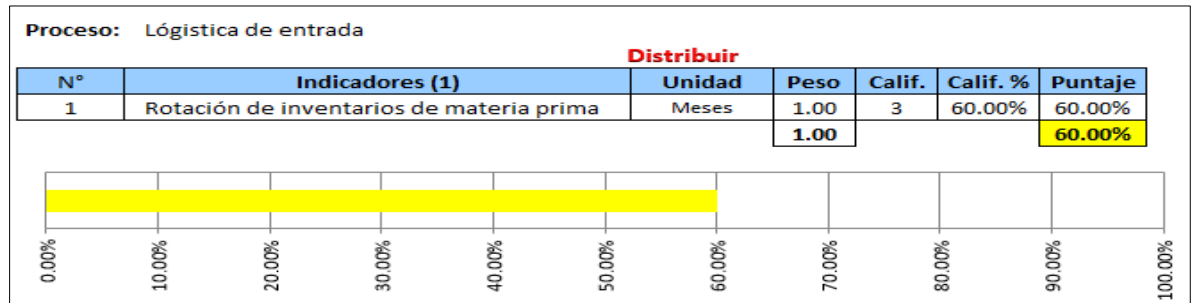 Proceso: Lógistica de entrada
Distribuir
N° Indicadores (1) Unidad Peso Calif. Calif. % Puntaje
1 Rotación de inventarios de materia prima Meses 1.00 3 60.00% 60.00%
1.00 60.00%
0.00% 10.00% 20.00% 30.00% 40.00% 50.00% 60.00% 70.00% 80.00% 90.00% 100.00%